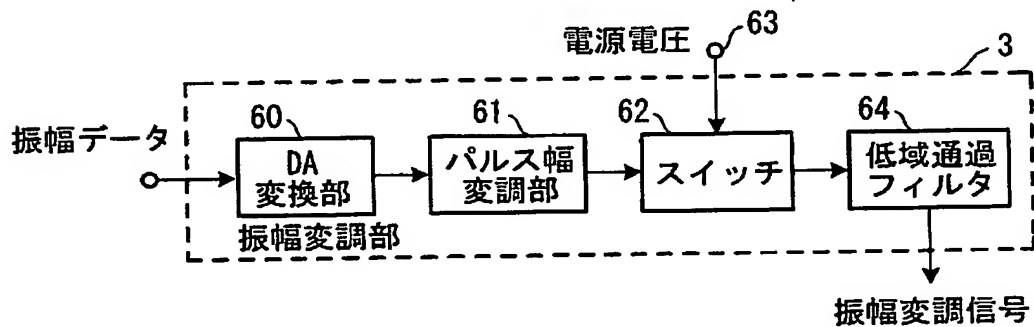 電源電圧
63
3
振幅データ
60
61
62
64
DA
変換部
パルス幅
変調部
スイッチ
低域通過
フィルタ
振幅変調部
振幅変調信号